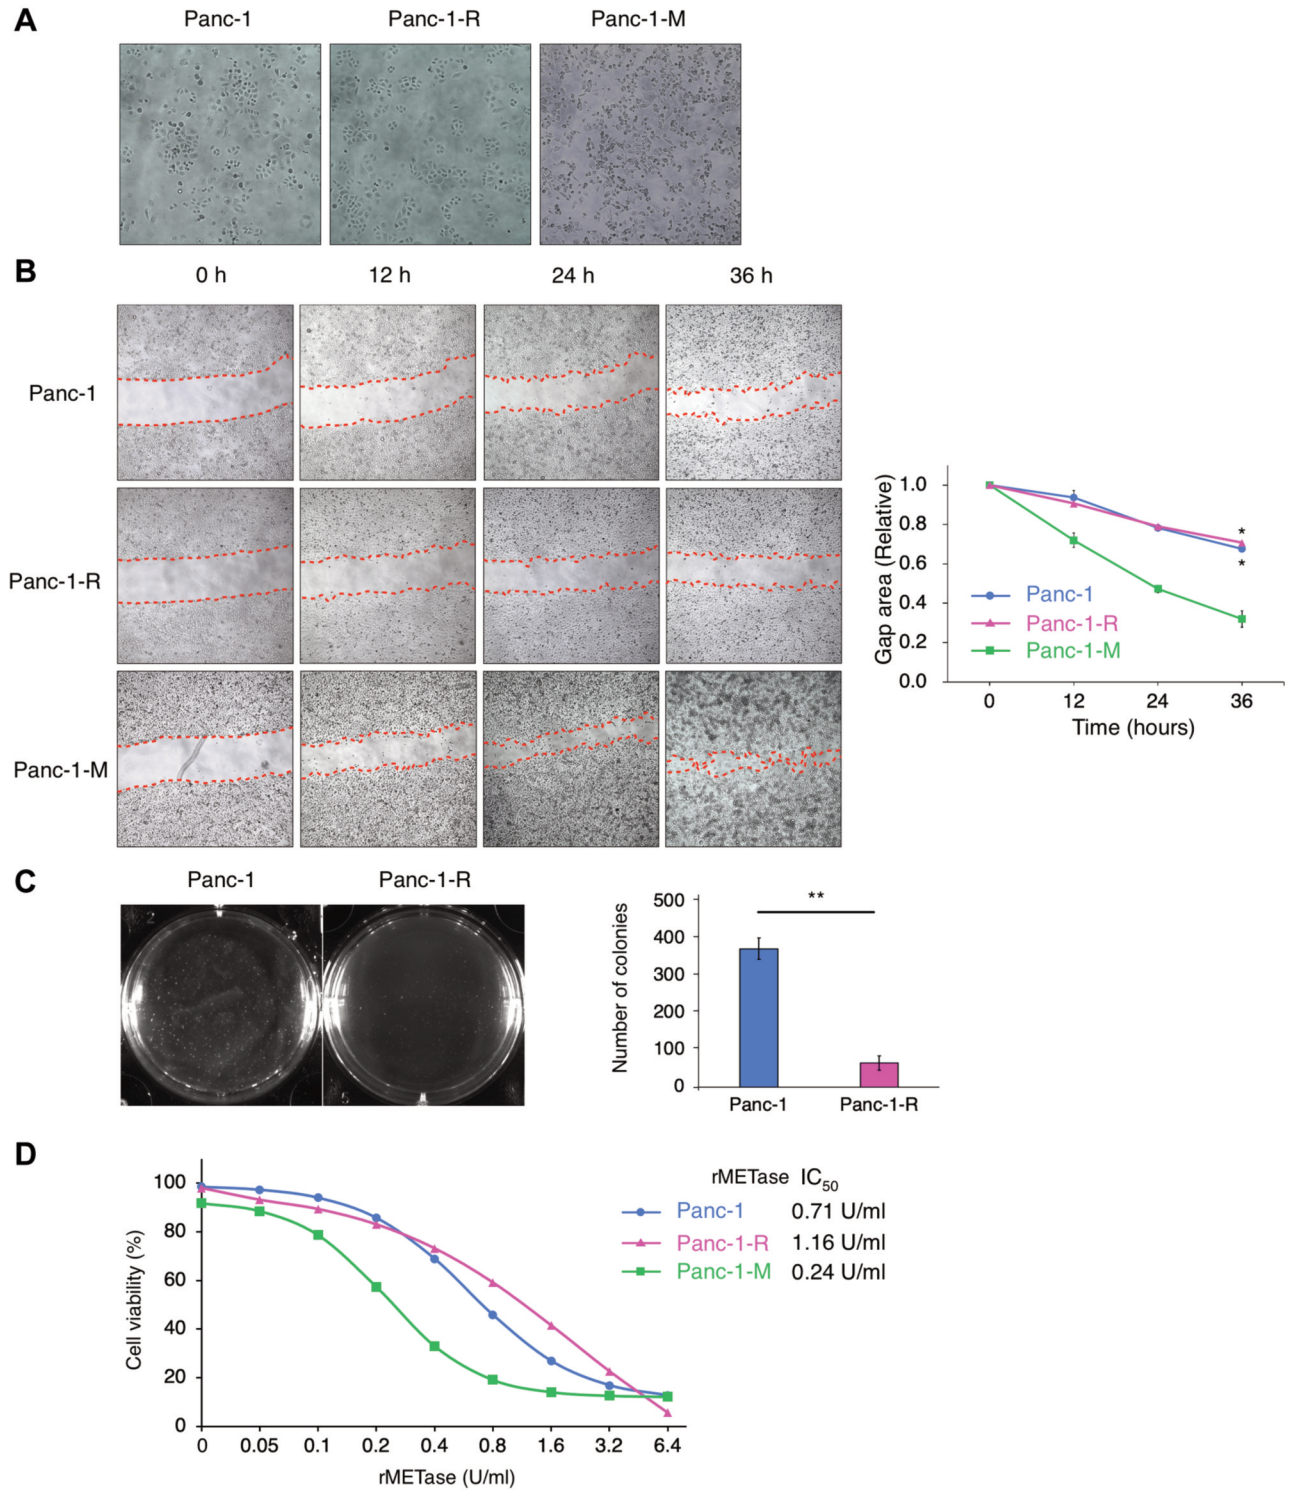 A
Panc-1 Panc-1-R Panc-1-M
B
0 h 12 h 24 h 36 h
Panc-1
Panc-1-R
Panc-1-M
Gap area (Relative)
1.0
0.8
0.6
0.4
0.2
0.0
*
*
Panc-1
Panc-1-R
Panc-1-M
0 12 24 36
Time (hours)
C
Panc-1 Panc-1-R
Number of colonies
500
400
300
200
100
0
**
Panc-1 Panc-1-R
D
Cell viability (%)
100
80
60
40
20
0
0 0.05 0.1 0.2 0.4 0.8 1.6 3.2 6.4
rMETase (U/ml)
rMETase IC50
Panc-1 0.71 U/ml
Panc-1-R 1.16 U/ml
Panc-1-M 0.24 U/ml